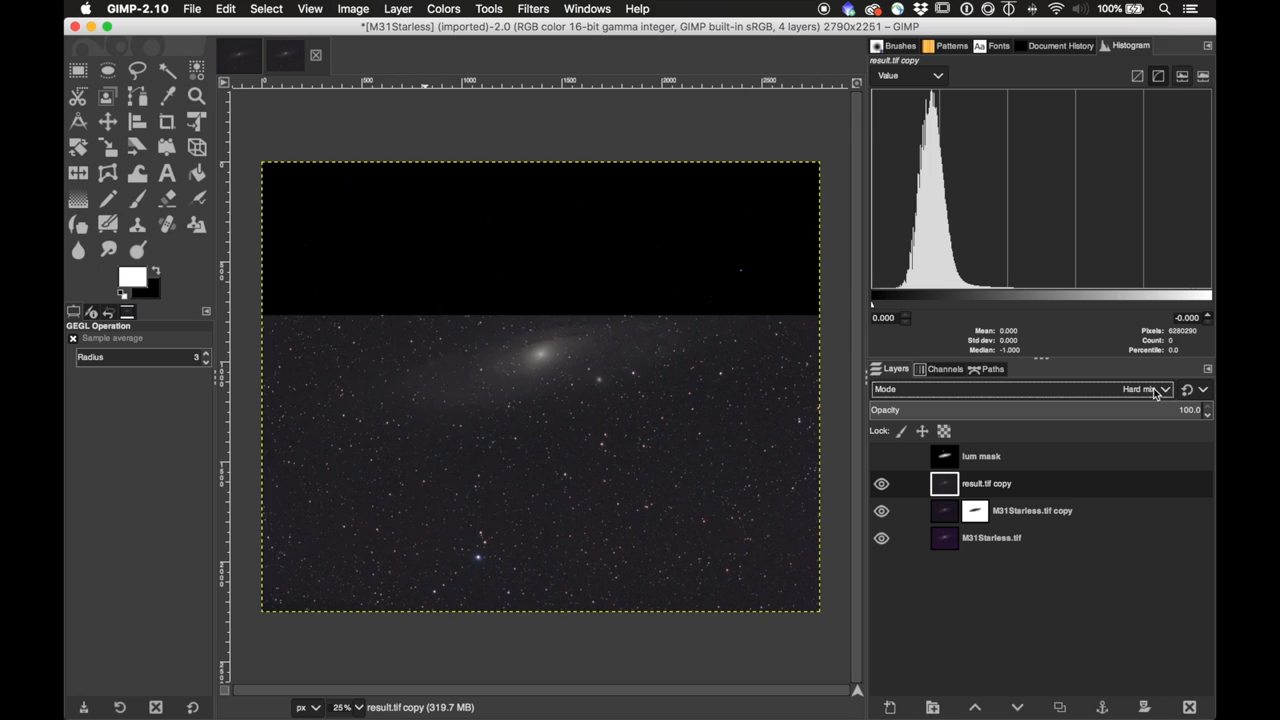 GIMP-2.10 File Edit Select View Image Layer Colors Tools Filters Windows Help 100%
*[M31Starless] (imported)-2.0 (RGB color 16-bit gamma integer, GIMP built-in sRGB, 4 layers) 2790x2251 – GIMP
Brushes Patterns Aa Fonts Document History Histogram
result.tif copy
Value
0 500 1000 1500 2000 2500
0.000 -0.000
Mean: 0.000 Pixels: 6280290
Std dev: 0.000 Count: 0
Median: -1.000 Percentile: 0.0
GEGL Operation
Sample average
Radius 3
Layers Channels Paths
Mode Hard mix
Opacity 100.0
Lock:
lum mask
result.tif copy
M31Starless.tif copy
M31Starless.tif
px 25% result.tif copy (319.7 MB)